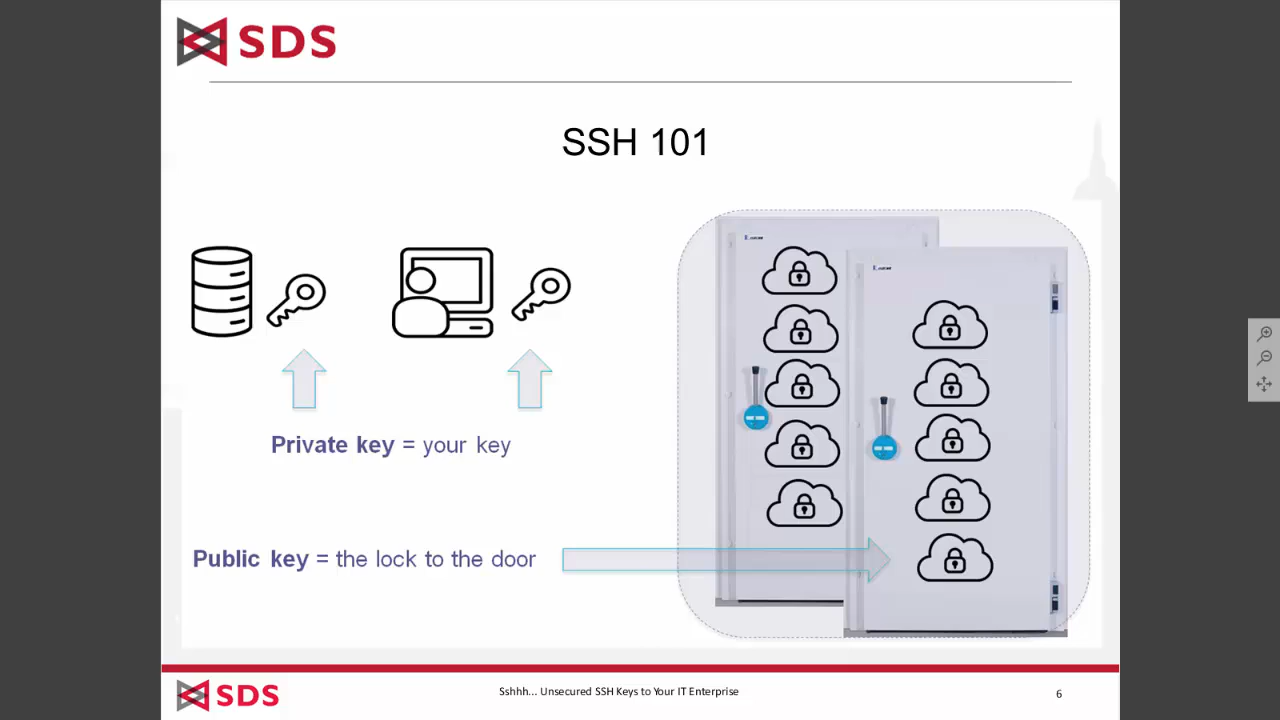 SDS
SSH 101
Private key = your key
Public key = the lock to the door
SDS
Sshhh... Unsecured SSH Keys to Your IT Enterprise
6